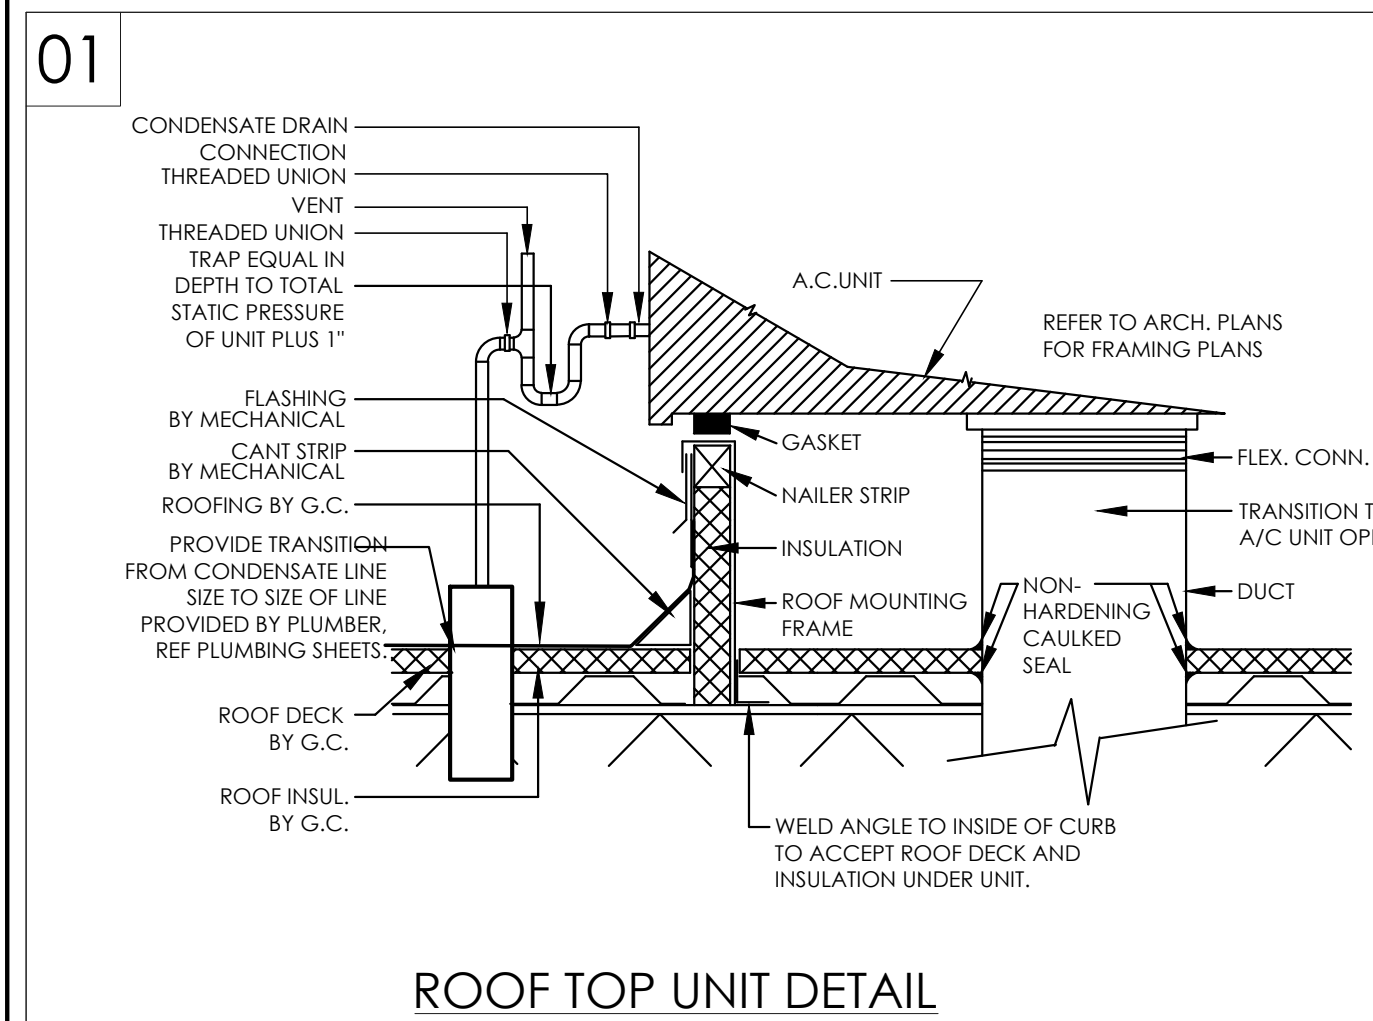 01
CONDENSATE DRAIN
CONNECTION
THREADED UNION
VENT
THREADED UNION
TRAP EQUAL IN
DEPTH TO TOTAL
STATIC PRESSURE
OF UNIT PLUS 1"
FLASHING
BY MECHANICAL
CANT STRIP
BY MECHANICAL
ROOFING BY G.C.
PROVIDE TRANSITION
FROM CONDENSATE LINE
SIZE TO SIZE OF LINE
PROVIDED BY PLUMBER,
REF PLUMBING SHEETS.
ROOF DECK
BY G.C.
ROOF INSUL.
BY G.C.
A.C.UNIT
REFER TO ARCH. PLANS
FOR FRAMING PLANS
GASKET
NAILER STRIP
INSULATION
ROOF MOUNTING
FRAME
FLEX. CONN.
TRANSITION
A/C UNIT
DUCT
NON-
HARDENING
CAULKED
SEAL
WELD ANGLE TO INSIDE OF CURB
TO ACCEPT ROOF DECK AND
INSULATION UNDER UNIT.
ROOF TOP UNIT DETAIL